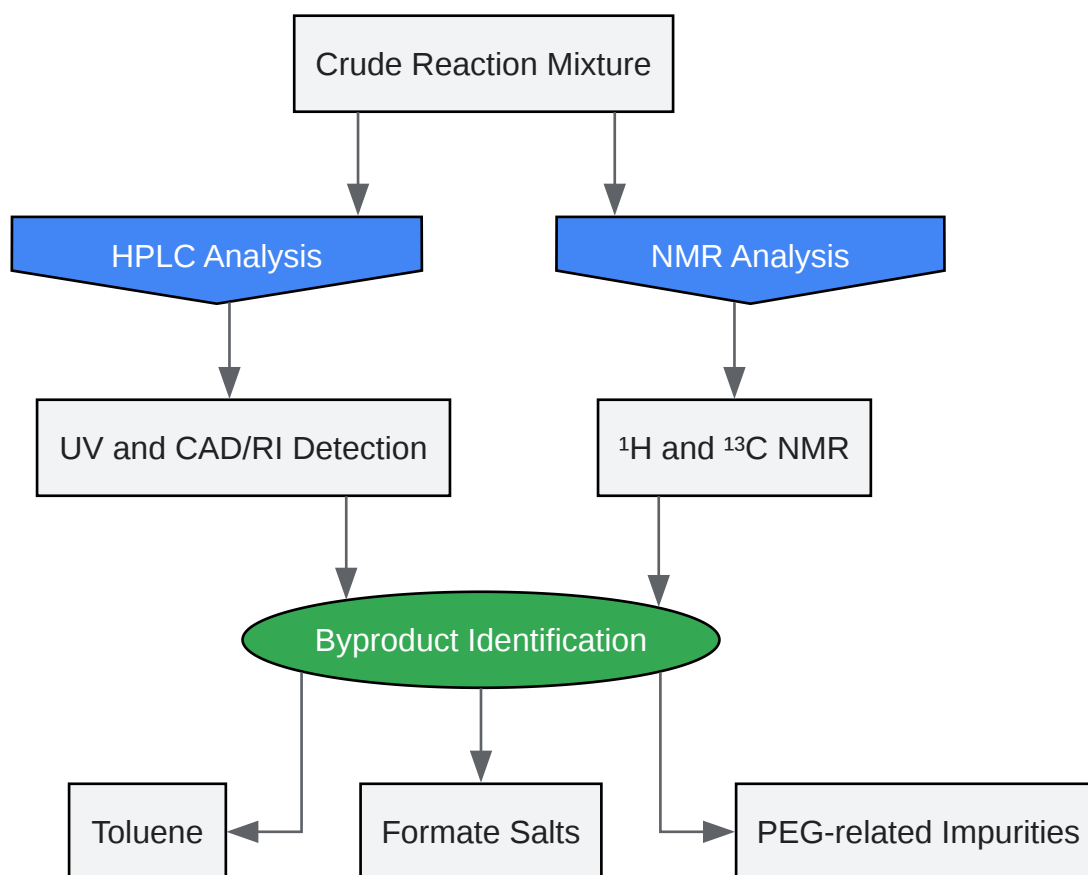 Crude Reaction Mixture
HPLC Analysis
NMR Analysis
UV and CAD/RI Detection
¹H and ¹³C NMR
Byproduct Identification
Toluene
Formate Salts
PEG-related Impurities